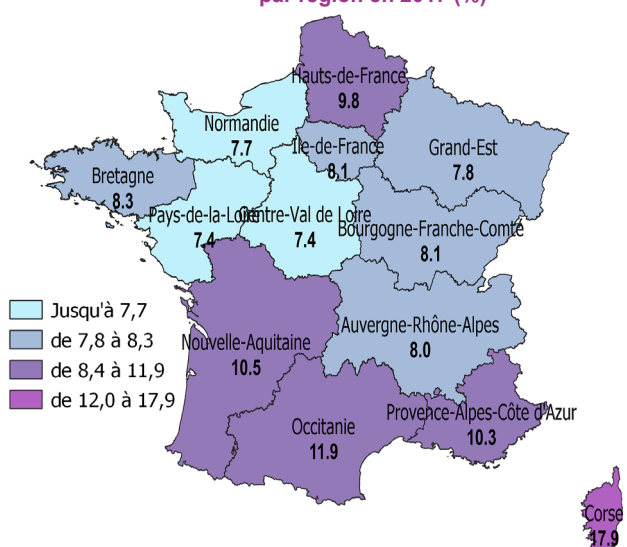 par région en 2017 (%)
Hauts-de-France
9.8
Normandie
7.7
Île-de-France
8,1
Grand-Est
7.8
Bretagne
8.3
Pays-de-la-Loire
7.4
Centre-Val de Loire
7.4
Bourgogne-Franche-Comté
8.1
Jusqu'à 7,7
de 7,8 à 8,3
de 8,4 à 11,9
de 12,0 à 17,9
Nouvelle-Aquitaine
10.5
Auvergne-Rhône-Alpes
8.0
Occitanie
11.9
Provence-Alpes-Côte d'Azur
10.3
Corse
17.9